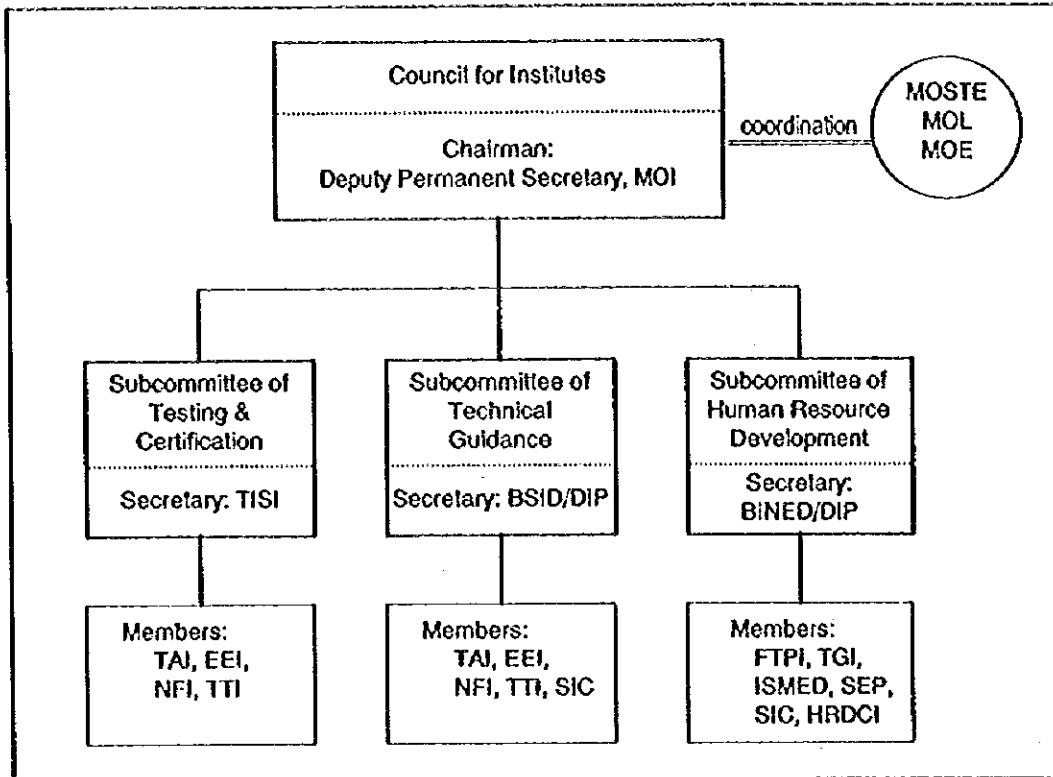 Council for Institutes
Chairman:
Deputy Permanent Secretary, MOI
coordination
MOSTE
MOL
MOE
Subcommittee of
Testing &
Certification
Secretary: TISI
Subcommittee of
Technical
Guidance
Secretary: BSID/DIP
Subcommittee of
Human Resource
Development
Secretary:
BINED/DIP
Members:
TAI, EEI,
NFI, TTI
Members:
TAI, EEI,
NFI, TTI, SIC
Members:
FTPI, TGI,
ISMED, SEP,
SIC, HRDCI